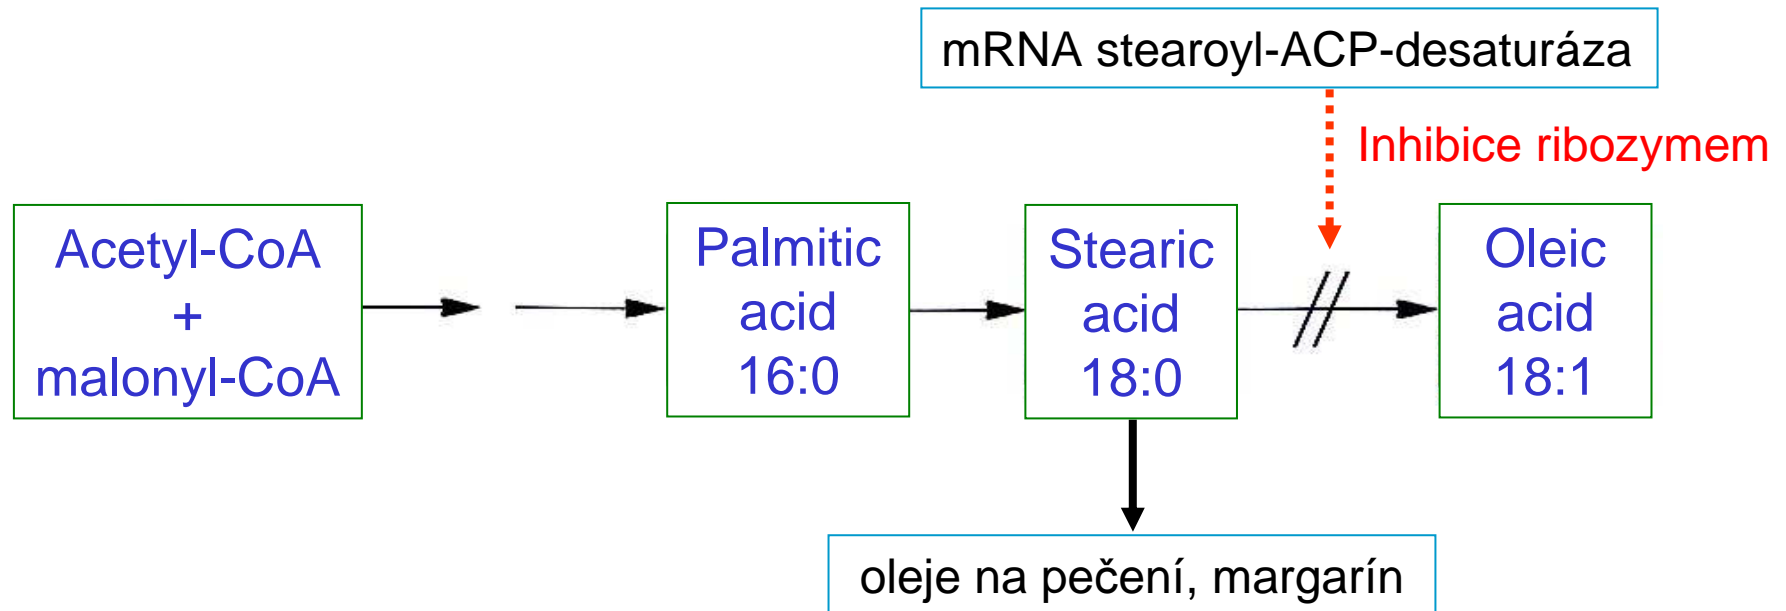 mRNA stearoyl-ACP-desaturáza
Inhibice ribozymem
Acetyl-CoA
+
malonyl-CoA
Palmitic
acid
16:0
Stearic
acid
18:0
Oleic
acid
18:1
oleje na pečení, margarín